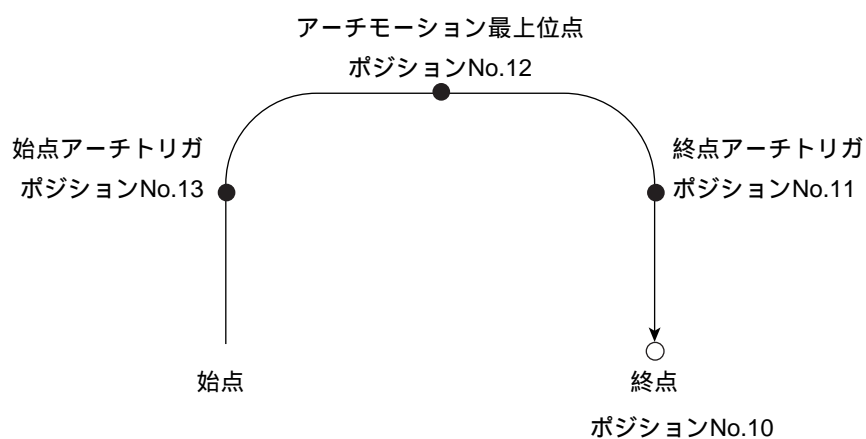 アーチモーション最上位点
ポジションNo.12
始点アーチトリガ
ポジションNo.13
終点アーチトリガ
ポジションNo.11
始点
終点
ポジションNo.10